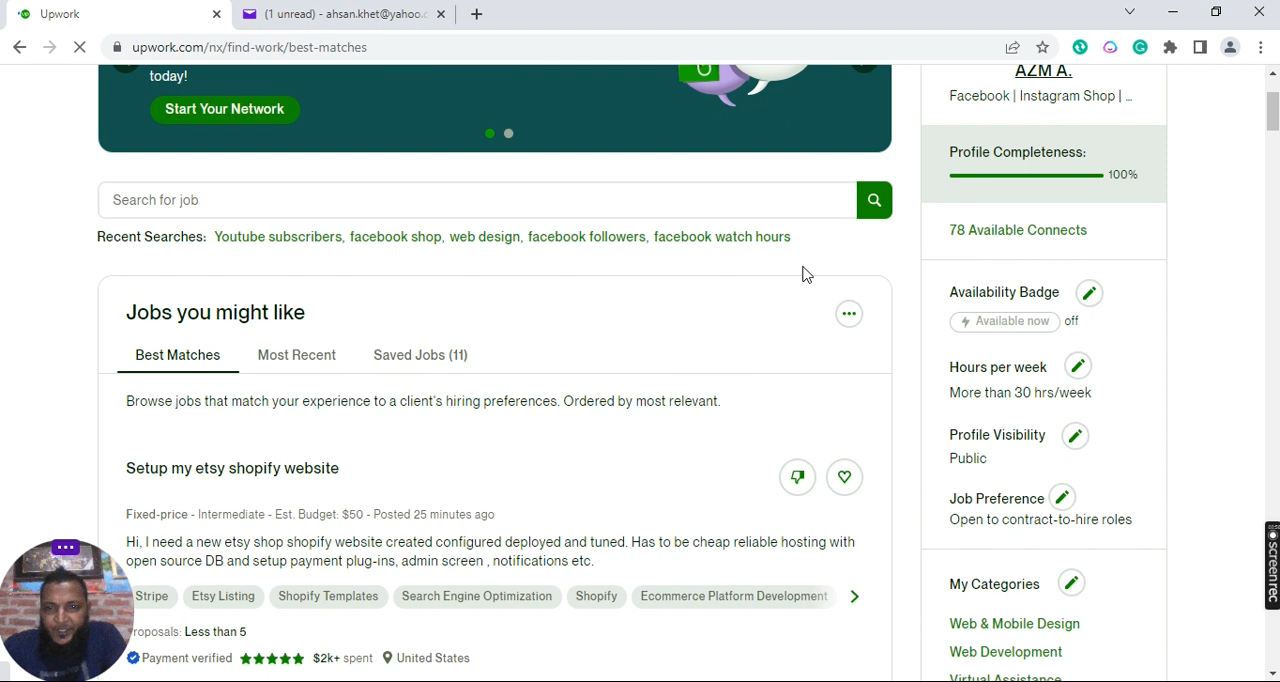 Upwork
(1 unread) - ahsan.khet@yahoo.c
upwork.com/nx/find-work/best-matches
today!
Start Your Network
Search for job
Recent Searches: Youtube subscribers, facebook shop, web design, facebook followers, facebook watch hours
Jobs you might like
Best Matches
Most Recent
Saved Jobs (11)
Browse jobs that match your experience to a client's hiring preferences. Ordered by most relevant.
Setup my etsy shopify website
Fixed-price - Intermediate - Est. Budget: $50 - Posted 25 minutes ago
Hi, I need a new etsy shop shopify website created configured deployed and tuned. Has to be cheap reliable hosting with
open source DB and setup payment plug-ins, admin screen , notifications etc.
Stripe
Etsy Listing
Shopify Templates
Search Engine Optimization
Shopify
Ecommerce Platform Development
roposals: Less than 5
Payment verified
$2k+ spent
United States
AZM A.
Facebook | Instagram Shop | ...
Profile Completeness:
100%
78 Available Connects
Availability Badge
Available now
off
Hours per week
More than 30 hrs/week
Profile Visibility
Public
Job Preference
Open to contract-to-hire roles
My Categories
Web & Mobile Design
Web Development
Virtual Assistance
screenrec